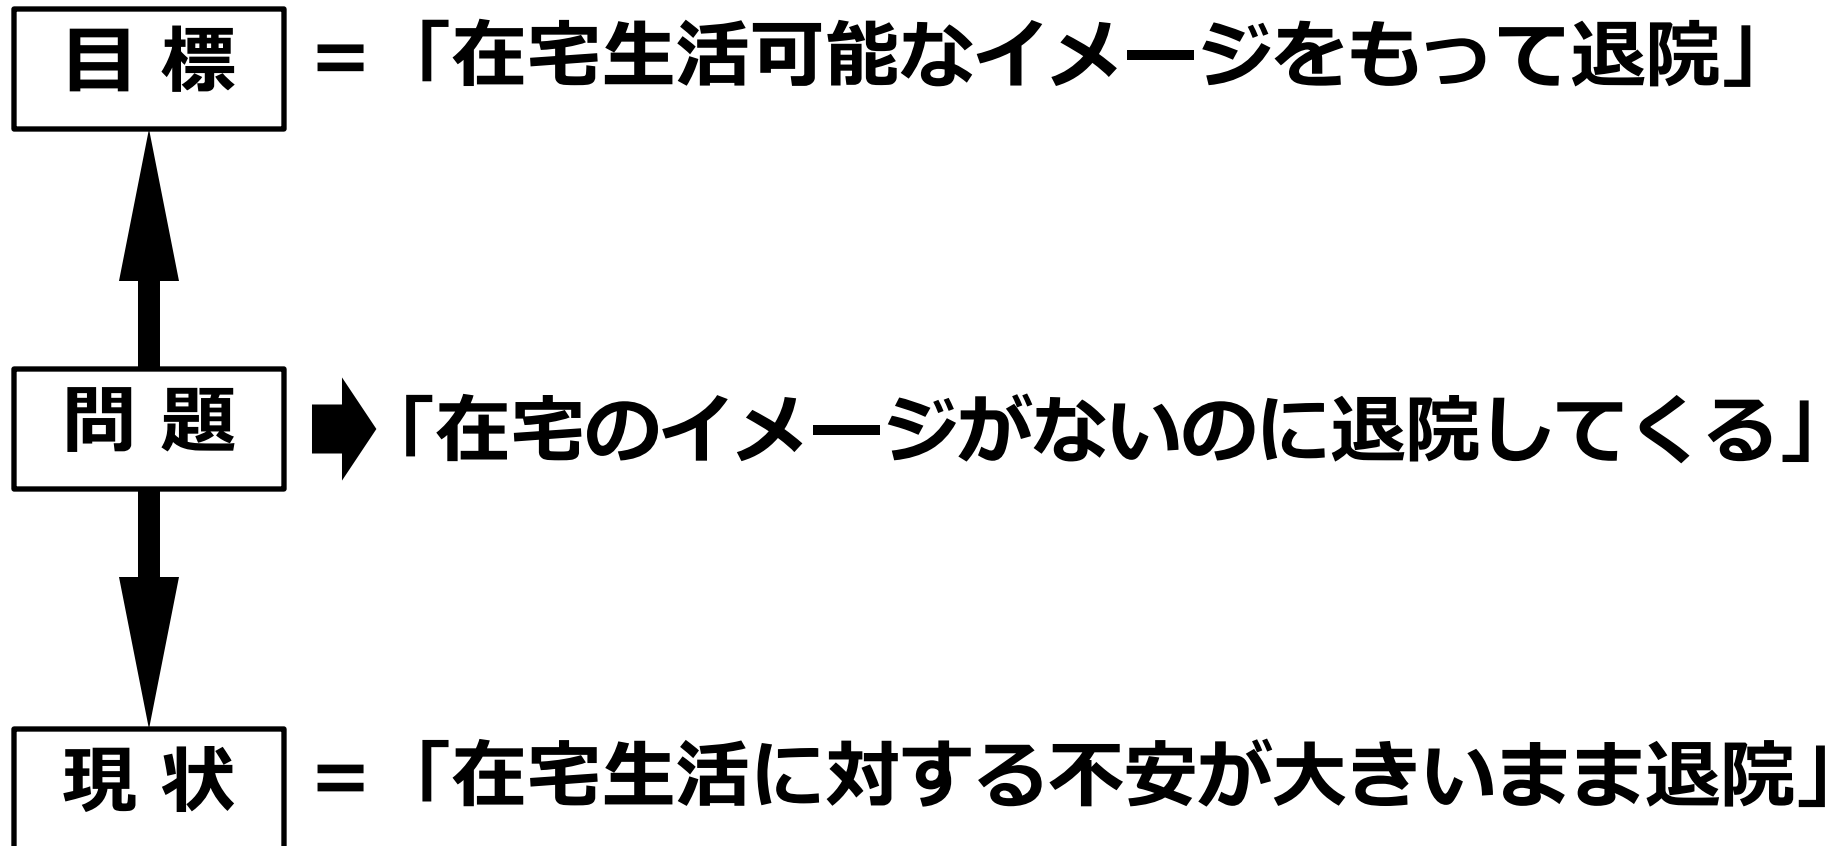 目標 = 「在宅生活可能なイメージをもって退院」
問題 「在宅のイメージがないのに退院してくる」
現状 = 「在宅生活に対する不安が大きいまま退院」